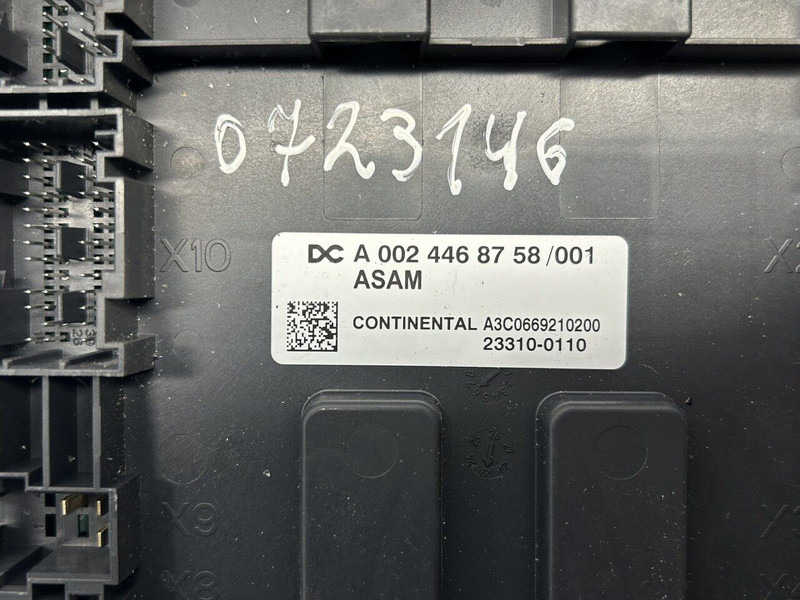 0723146
X10
DC A 002 446 87 58 /001
ASAM
CONTINENTAL A3C0669210200
23310-0110
X9